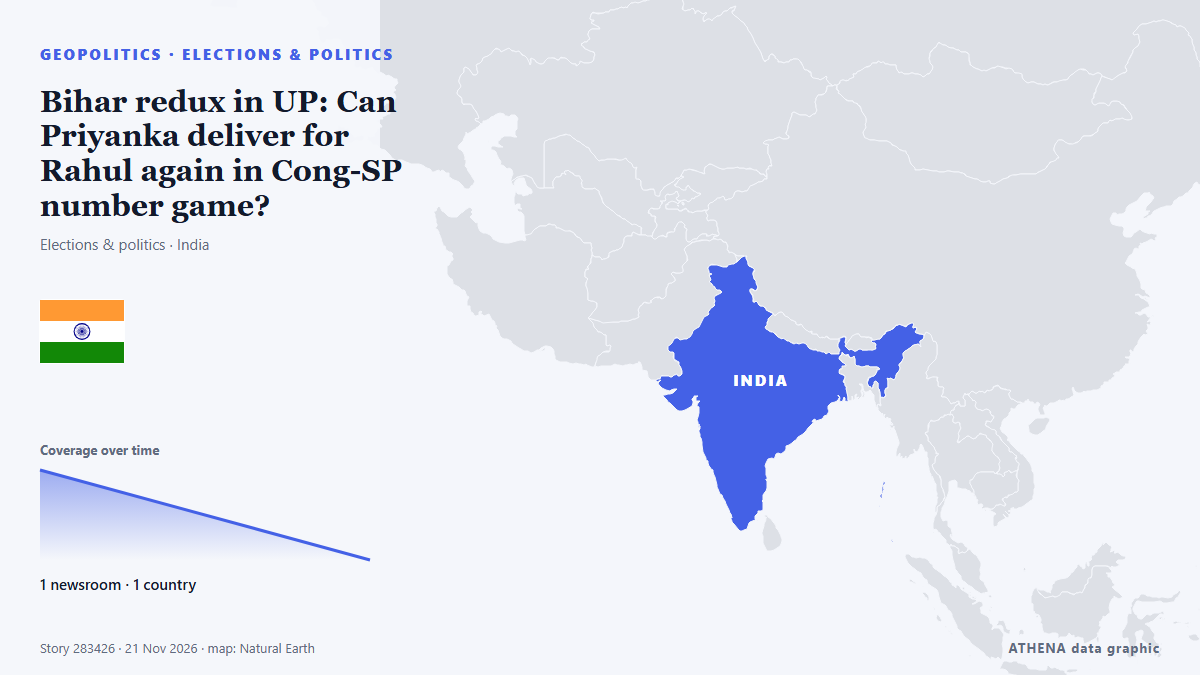 GEOPOLITICS · ELECTIONS & POLITICS
Bihar redux in UP: Can
Priyanka deliver for
Rahul again in Cong-SP
number game?
Elections & politics · India
INDIA
Coverage over time
1 newsroom · 1 country
Story 283426 · 21 Nov 2026 · map: Natural Earth
ATHENA data graphic